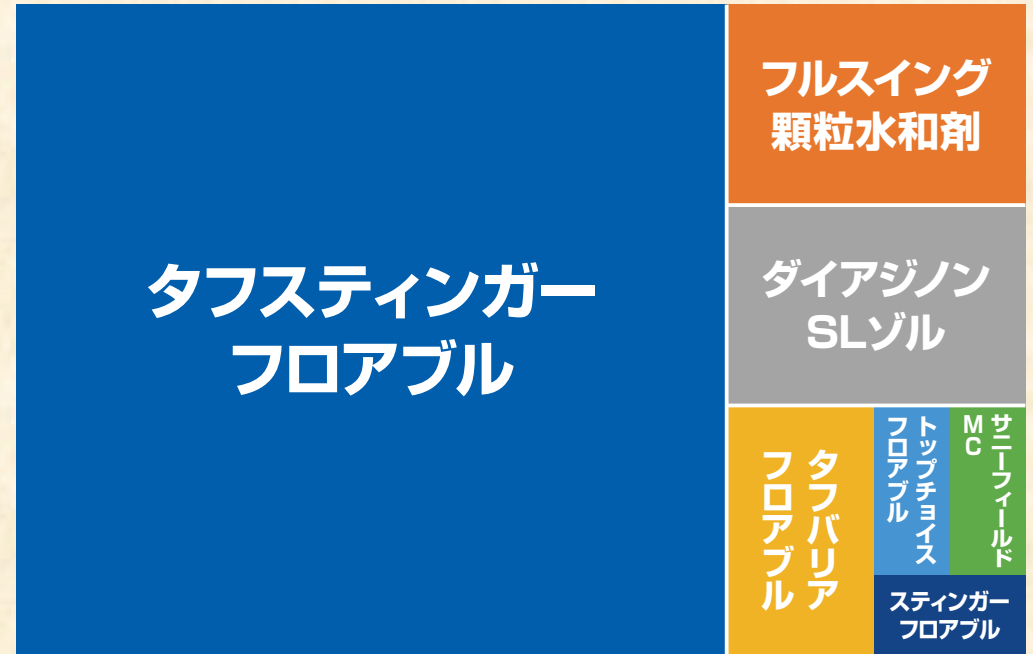 タフスティンガー
フロアブル
フルスイング
顆粒水和剤
ダイアジノン
SLゾル
タフバリア
フロアブル
トップチョイス
フロアブル
サニーフィールド
MC
スティンガー
フロアブル